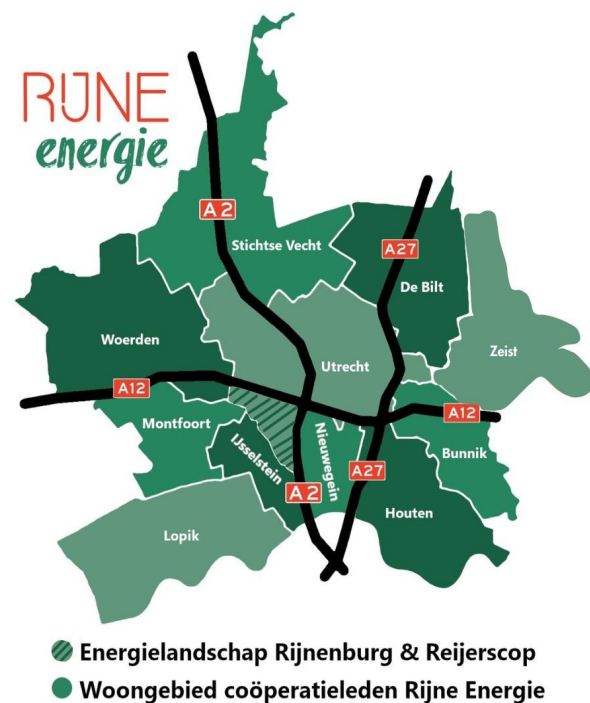 RIJNE
energie
A2
Stichtse Vecht
A27
De Bilt
Woerden
Utrecht
Zeist
A12
A12
Montfoort
IJsselstein
Nieuwegein
Bunnik
A27
A2
Houten
Lopik
Energielandschap Rijnenburg & Reijerscop
Woongebied coöperatieleden Rijne Energie